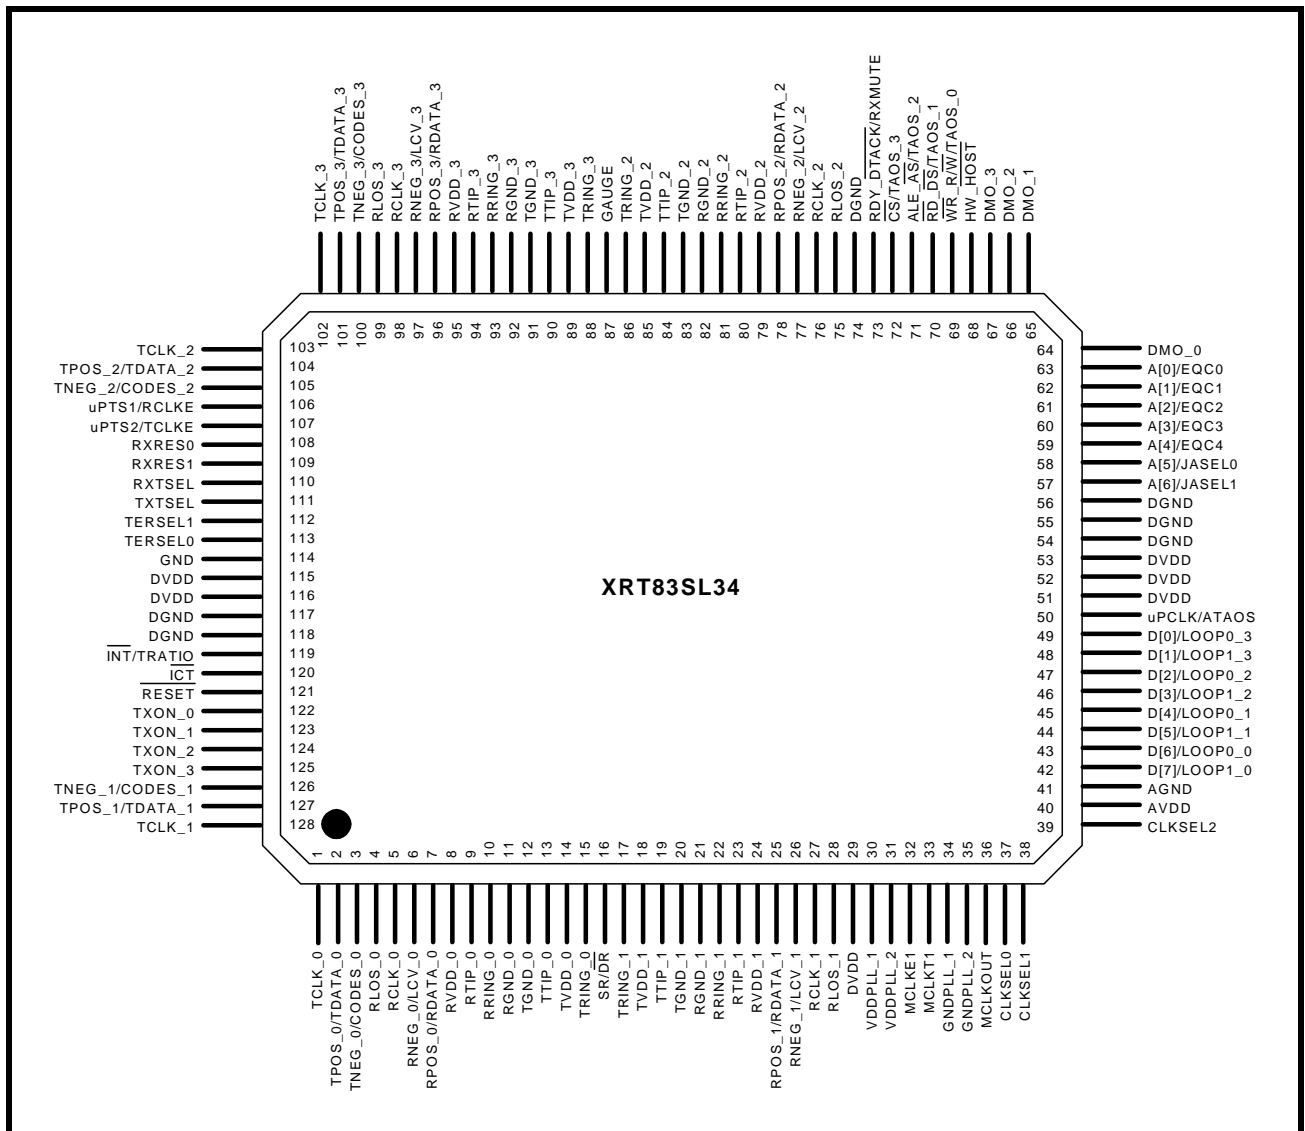 TCLK_3
TPOS_3/TDATA_3
TNEG_3/CODES_3
RLOS_3
RCLK_3
RNEG_3/LCV_3
RPOS_3/RDATA_3
RVDD_3
RTIP_3
RRING_3
RGND_3
TGND_3
TTIP_3
TVDD_3
TRING_3
GAUGE
TRING_2
TVDD_2
TTIP_2
TGND_2
RGND_2
RRING_2
RTIP_2
RVDD_2
RPOS_2/RDATA_2
RNEG_2/LCV_2
RCLK_2
RLOS_2
DGND
RDY_DTACK/RXMUTE
CS/TAOS_3
ALE_AS/TAOS_2
RD_DS/TAOS_1
WR_R/W/TAOS_0
HW_HOST
DMO_3
DMO_2
DMO_1
102
101
100
99
98
97
96
95
94
93
92
91
90
89
88
87
86
85
84
83
82
81
80
79
78
77
76
75
74
73
72
71
70
69
68
67
66
65
TCLK_2 103
TPOS_2/TDATA_2 104
TNEG_2/CODES_2 105
uPTS1/RCLKE 106
uPTS2/TCLKE 107
RXRES0 108
RXRES1 109
RXTSEL 110
TXTSEL 111
TERSEL1 112
TERSEL0 113
GND 114
DVDD 115
DVDD 116
DGND 117
DGND 118
INT/TRATIO 119
ICT 120
RESET 121
TXON_0 122
TXON_1 123
TXON_2 124
TXON_3 125
TNEG_1/CODES_1 126
TPOS_1/TDATA_1 127
TCLK_1 128
XRT83SL34
64 DMO_0
63 A[0]/EQC0
62 A[1]/EQC1
61 A[2]/EQC2
60 A[3]/EQC3
59 A[4]/EQC4
58 A[5]/JASEL0
57 A[6]/JASEL1
56 DGND
55 DGND
54 DGND
53 DVDD
52 DVDD
51 DVDD
50 uPCLK/ATAOS
49 D[0]/LOOP0_3
48 D[1]/LOOP1_3
47 D[2]/LOOP0_2
46 D[3]/LOOP1_2
45 D[4]/LOOP0_1
44 D[5]/LOOP1_1
43 D[6]/LOOP0_0
42 D[7]/LOOP1_0
41 AGND
40 AVDD
39 CLKSEL2
1
2
3
4
5
6
7
8
9
10
11
12
13
14
15
16
17
18
19
20
21
22
23
24
25
26
27
28
29
30
31
32
33
34
35
36
37
38
TCLK_0
TPOS_0/TDATA_0
TNEG_0/CODES_0
RLOS_0
RCLK_0
RNEG_0/LCV_0
RPOS_0/RDATA_0
RVDD_0
RTIP_0
RRING_0
RGND_0
TGND_0
TTIP_0
TVDD_0
TRING_0
SR/DR
TRING_1
TVDD_1
TTIP_1
TGND_1
RGND_1
RRING_1
RTIP_1
RVDD_1
RPOS_1/RDATA_1
RNEG_1/LCV_1
RCLK_1
RLOS_1
DVDD
VDDPLL_1
VDDPLL_2
MCLKE1
MCLKT1
GNDPLL_1
GNDPLL_2
MCLKOUT
CLKSEL0
CLKSEL1